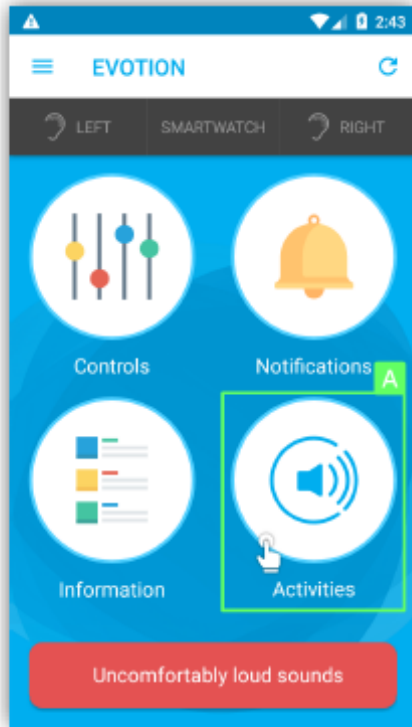 2:43
EVOTION
LEFT SMARTWATCH RIGHT
Controls Notifications
A
Information Activities
Uncomfortably loud sounds